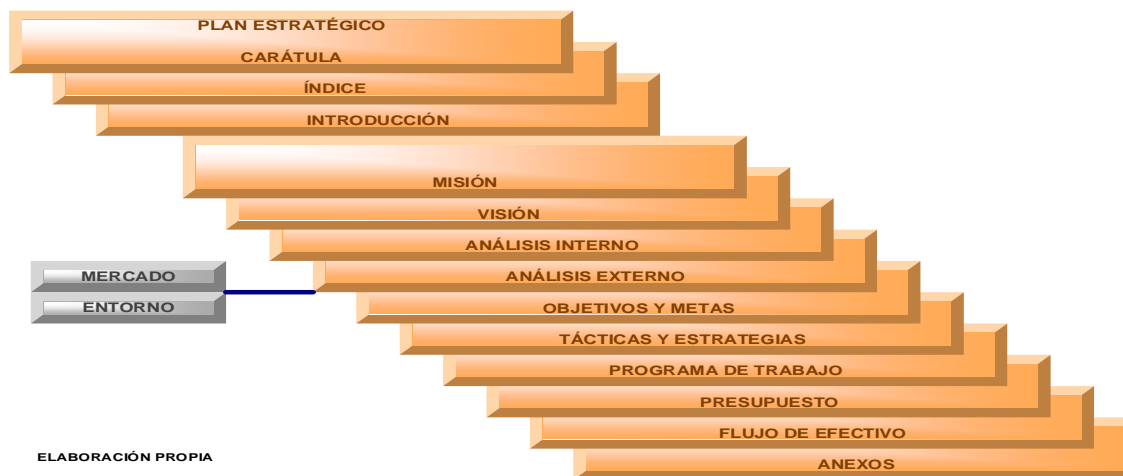 PLAN ESTRATÉGICO
CARÁTULA
ÍNDICE
INTRODUCCIÓN
MISIÓN
VISIÓN
ANÁLISIS INTERNO
MERCADO
ANÁLISIS EXTERNO
ENTORNO
OBJETIVOS Y METAS
TÁCTICAS Y ESTRATEGIAS
PROGRAMA DE TRABAJO
PRESUPUESTO
FLUJO DE EFECTIVO
ELABORACIÓN PROPIA
ANEXOS